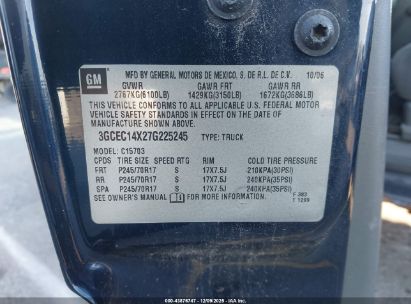 MFD BY GENERAL MOTORS DE MEXICO, S. DE R.L. DE C.V. 10/06
GM
GVWR GAWR FRT GAWR RR
2767KG(6100LB) 1429KG(3150LB) 1672KG(3686LB)
THIS VEHICLE CONFORMS TO ALL APPLICABLE U.S. FEDERAL MOTOR
VEHICLE SAFETY STANDARDS IN EFFECT ON THE DATE OF
MANUFACTURE SHOWN ABOVE.
3GCEC14X27G225245 TYPE: TRUCK
MODEL: C15703
CPDS TIRE SIZE SPEED RTG RIM COLD TIRE PRESSURE
FRT P245/70R17 S 17X7.5J 210KPA(30PSI)
RR P245/70R17 S 17X7.5J 240KPA(35PSI)
SPA P245/70R17 S 17X7.5J 240KPA(35PSI)
SEE OWNER'S MANUAL FOR ADDITIONAL INFORMATION
T 1299